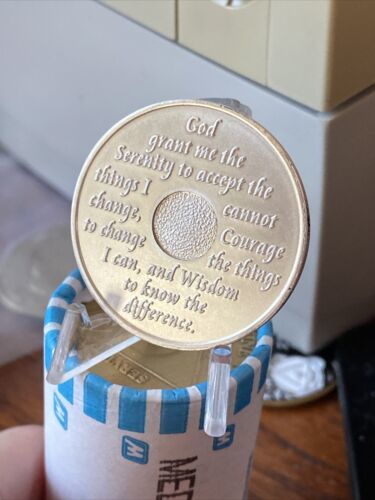 God
grant me the
Serenity to accept the
things I cannot
change, Courage
to change the things
I can, and Wisdom
to know the
difference.
W
W
W
MED